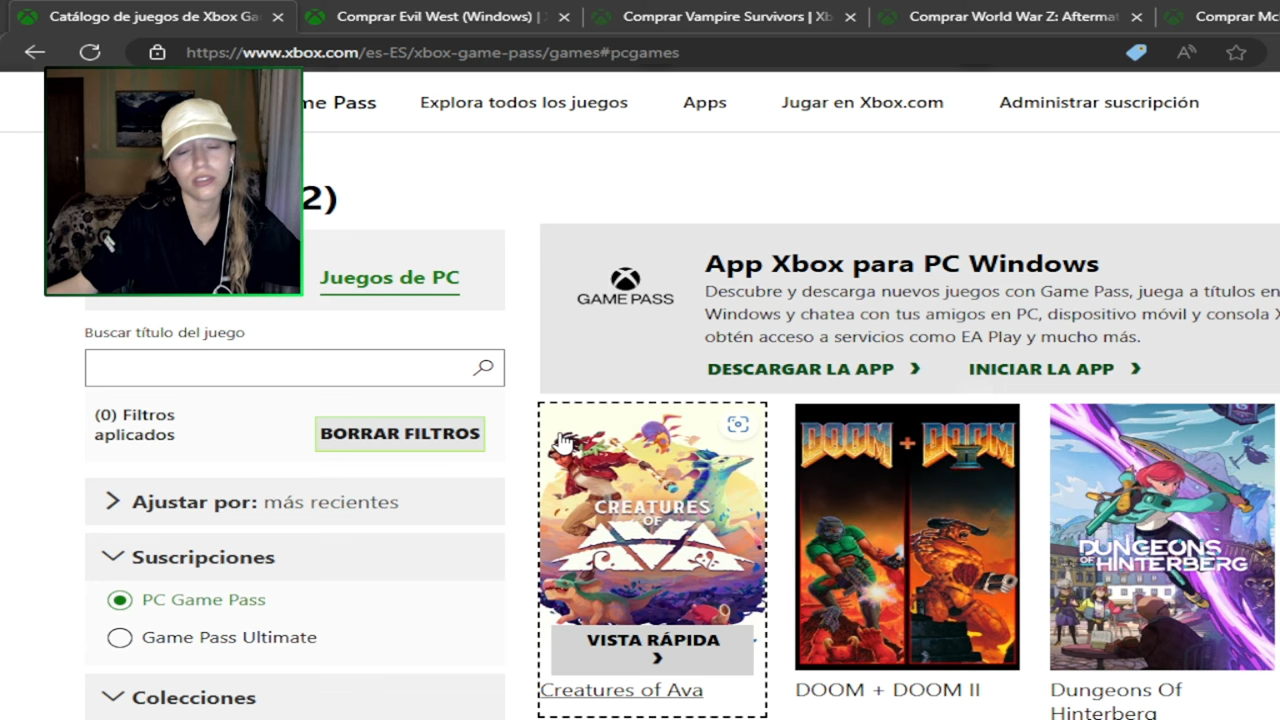 Catálogo de juegos de Xbox Ga
Comprar Evil West (Windows) |
Comprar Vampire Survivors | Xb
Comprar World War Z: Aftermat
Comprar Mc
https://www.xbox.com/es-ES/xbox-game-pass/games#pcgames
me Pass
Explora todos los juegos
Apps
Jugar en Xbox.com
Administrar suscripción
2)
Juegos de PC
Buscar título del juego
(0) Filtros
aplicados
BORRAR FILTROS
Ajustar por: más recientes
Suscripciones
PC Game Pass
Game Pass Ultimate
Colecciones
GAME PASS
App Xbox para PC Windows
Descubre y descarga nuevos juegos con Game Pass, juega a títulos en
Windows y chatea con tus amigos en PC, dispositivo móvil y consola X
obtén acceso a servicios como EA Play y mucho más.
DESCARGAR LA APP
INICIAR LA APP
CREATURES
OF
AVA
VISTA RÁPIDA
Creatures of Ava
DOOM + DOOM II
DOOM + DOOM II
DUNGEONS
OF HINTERBERG
Dungeons Of
Hinterberg